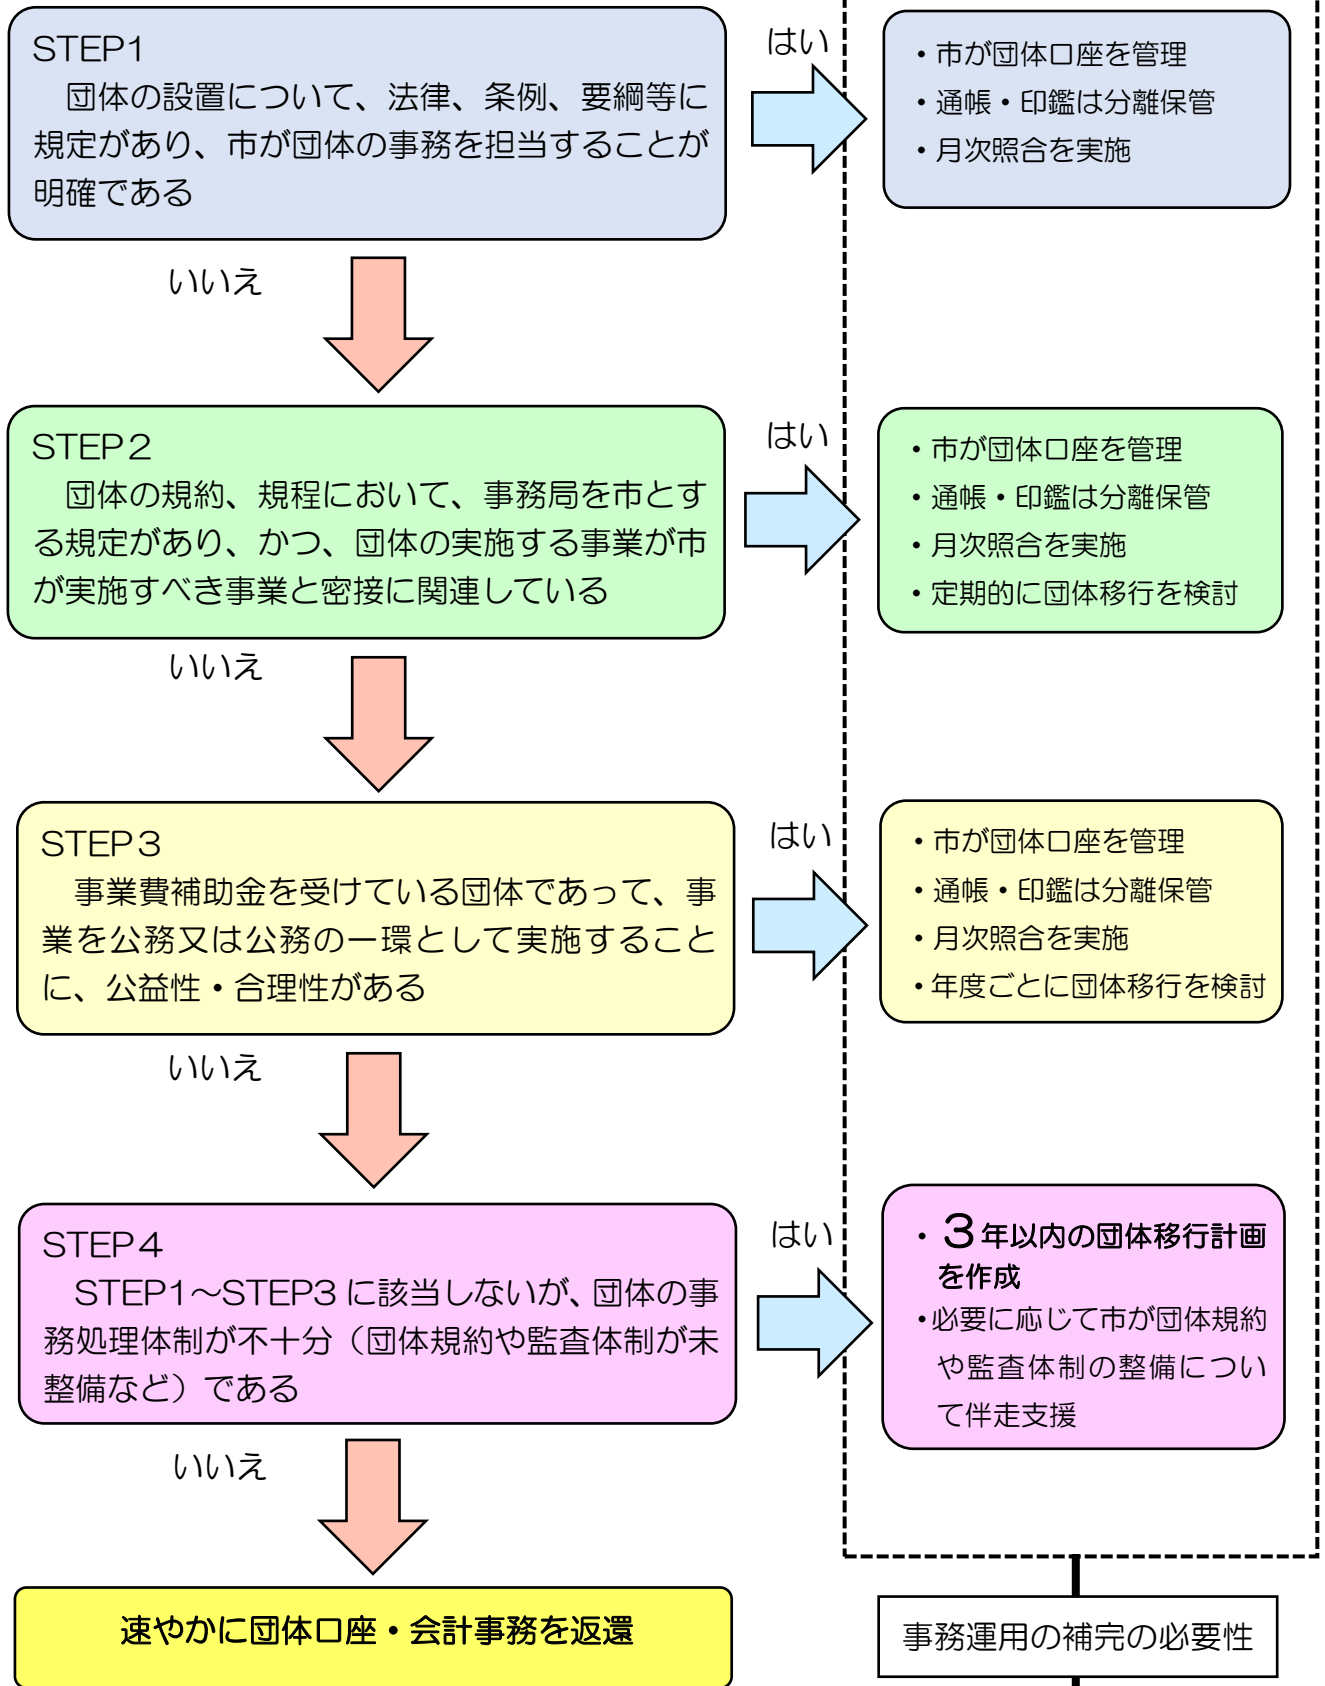 STEP1
団体の設置について、法律、条例、要綱等に
規定があり、市が団体の事務を担当することが
明確である
はい
・市が団体口座を管理
・通帳・印鑑は分離保管
・月次照合を実施
いいえ
STEP２
団体の規約、規程において、事務局を市とす
る規定があり、かつ、団体の実施する事業が市
が実施すべき事業と密接に関連している
はい
・市が団体口座を管理
・通帳・印鑑は分離保管
・月次照合を実施
・定期的に団体移行を検討
いいえ
STEP３
事業費補助金を受けている団体であって、事
業を公務又は公務の一環として実施すること
に、公益性・合理性がある
はい
・市が団体口座を管理
・通帳・印鑑は分離保管
・月次照合を実施
・年度ごとに団体移行を検討
いいえ
STEP４
STEP1～STEP3 に該当しないが、団体の事
務処理体制が不十分（団体規約や監査体制が未
整備など）である
はい
・３年以内の団体移行計画
を作成
・必要に応じて市が団体規約
や監査体制の整備につい
て伴走支援
いいえ
速やかに団体口座・会計事務を返還
事務運用の補完の必要性